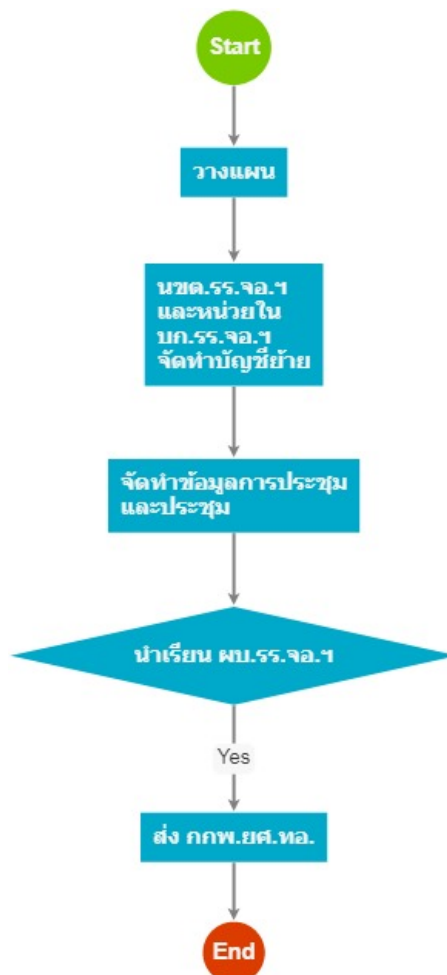 Start
วางแผน
นขต.รร.จอ.ฯ
และหน่วยใน
บก.รร.จอ.ฯ
จัดทำบัญชีย้าย
จัดทำข้อมูลการประชุม
และประชุม
นำเรียน ผบ.รร.จอ.ฯ
Yes
ส่ง กกพ.ยศ.ทอ.
End